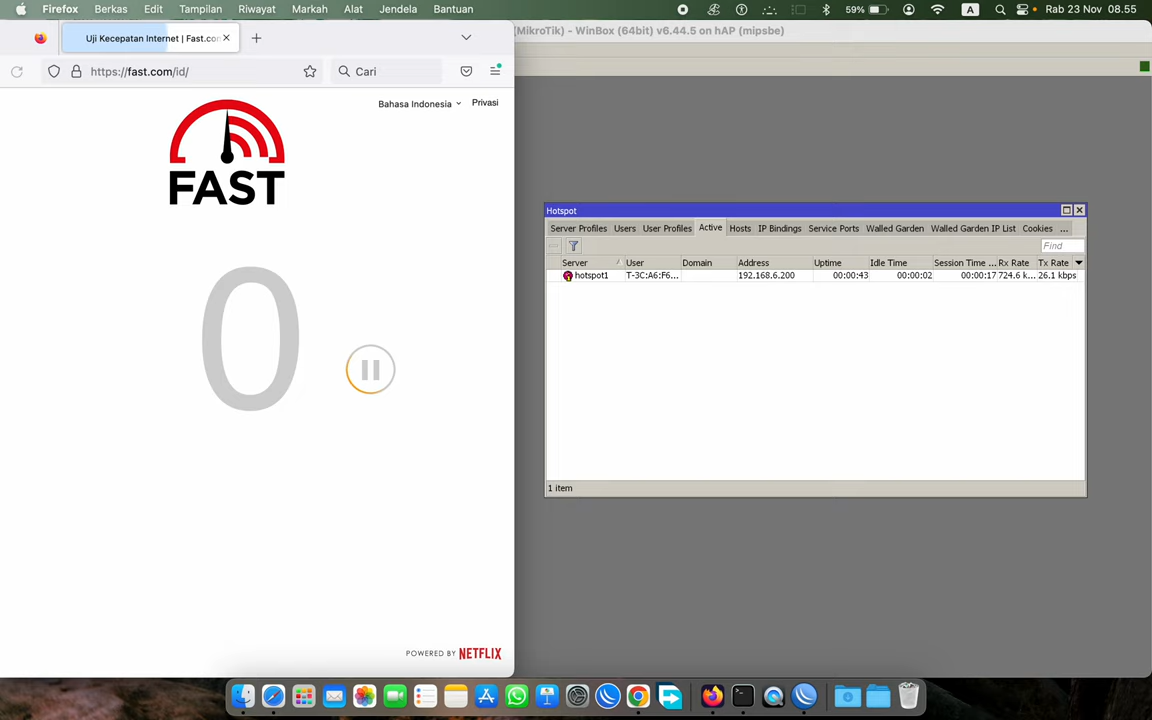 Firefox Berkas Edit Tampilan Riwayat Markah Alat Jendela Bantuan 59% A Rab 23 Nov 08.55
Uji Kecepatan Internet | Fast.com
https://fast.com/id/ Cari
Bahasa Indonesia Privasi
FAST
0
POWERED BY NETFLIX
(MikroTik) - WinBox (64bit) v6.44.5 on hAP (mipsbe)
Hotspot
Server Profiles Users User Profiles Active Hosts IP Bindings Service Ports Walled Garden Walled Garden IP List Cookies ...
Find
Server User Domain Address Uptime Idle Time Session Time ... Rx Rate Tx Rate
hotspot1 T-3C:A6:F6... 192.168.6.200 00:00:43 00:00:02 00:00:17 724.6 k... 26.1 kbps
1 item